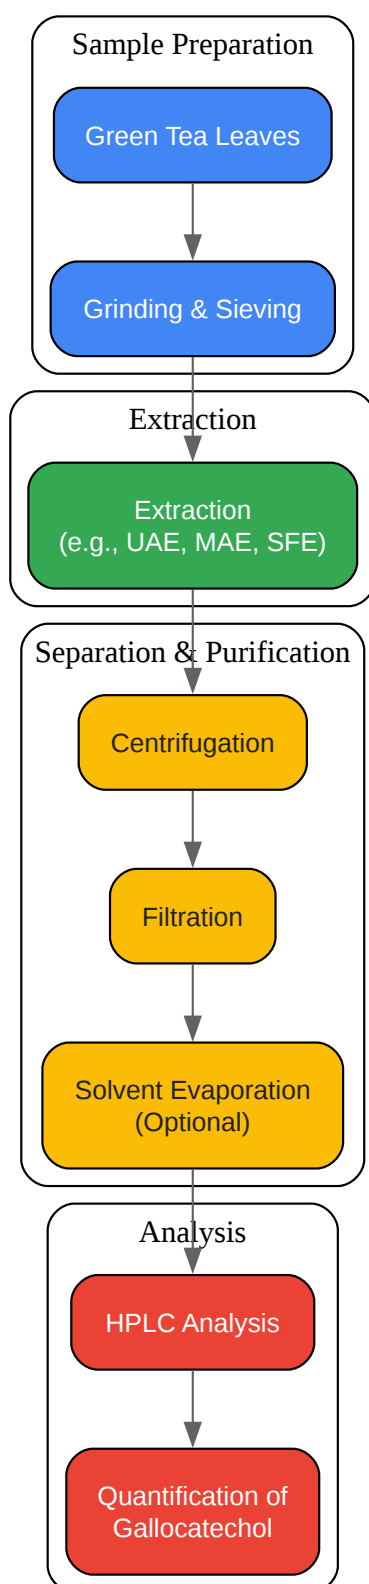 Sample Preparation
Green Tea Leaves
Grinding & Sieving
Extraction
Extraction
(e.g., UAE, MAE, SFE)
Separation & Purification
Centrifugation
Filtration
Solvent Evaporation
(Optional)
Analysis
HPLC Analysis
Quantification of
Gallocatechol